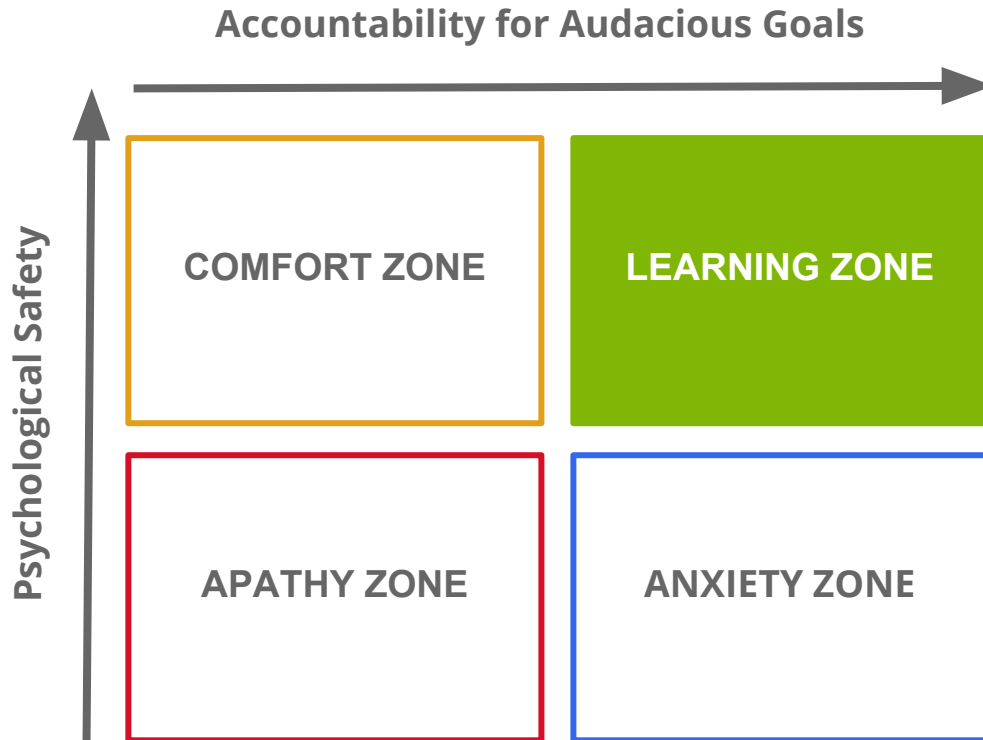 Accountability for Audacious Goals
Psychological Safety
COMFORT ZONE
LEARNING ZONE
APATHY ZONE
ANXIETY ZONE